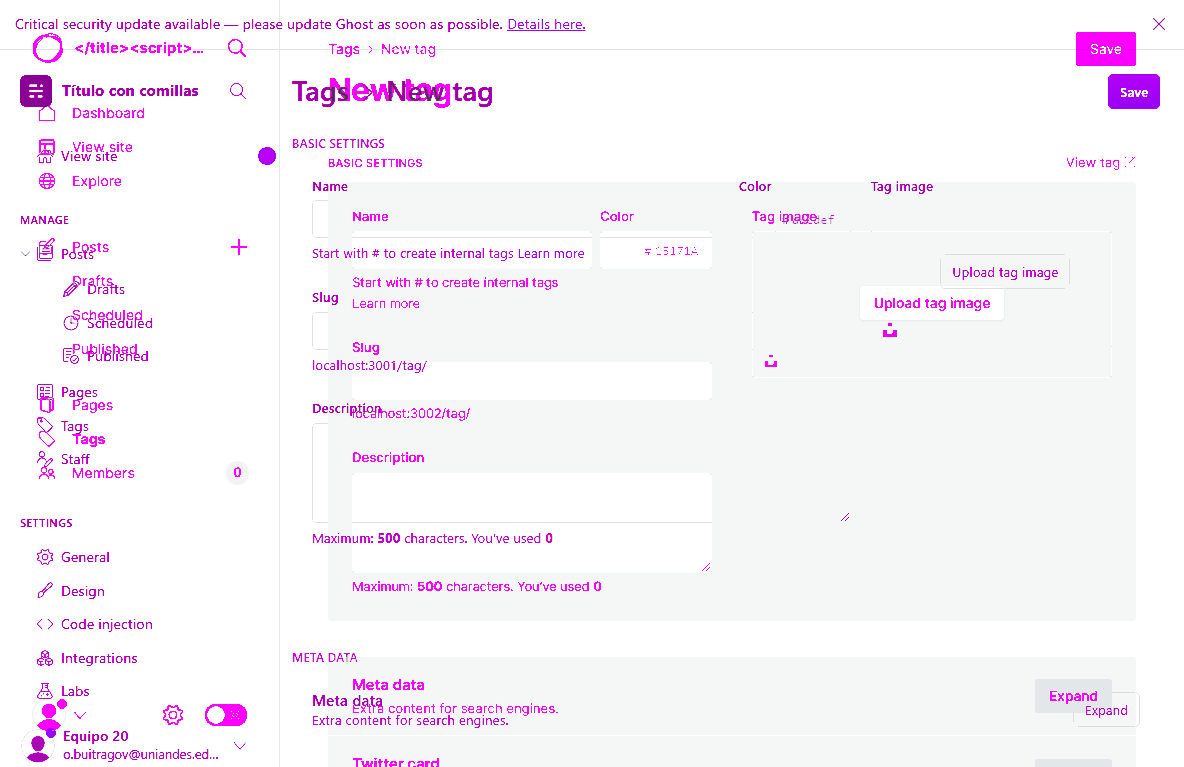 Critical security update available — please update Ghost as soon as possible. Details here.
</title><script>...
Tags › New tag
Save
Título con comillas
Tags › New tag
New tag
Save
Dashboard
View site
View site
Explore
BASIC SETTINGS
BASIC SETTINGS
View tag
Name
Color
Tag image
Name
Color
Tag image
MANAGE
Posts
Posts
Start with # to create internal tags Learn more
# 15171A
Upload tag image
Start with # to create internal tags
Learn more
Upload tag image
Drafts
Drafts
Slug
Scheduled
Scheduled
Published
Published
Slug
localhost:3001/tag/
Pages
Pages
Description
localhost:3002/tag/
Tags
Tags
Staff
Members
0
Description
SETTINGS
Maximum: 500 characters. You've used 0
General
Maximum: 500 characters. You've used 0
Design
Code injection
Integrations
META DATA
Labs
Meta data
Expand
Meta data
Extra content for search engines.
Expand
Extra content for search engines.
Equipo 20
o.buitragov@uniandes.ed...
Twitter card